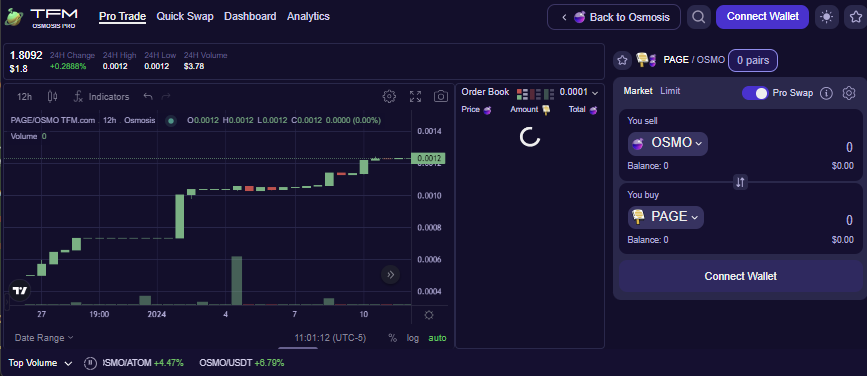 TFM
OSMOSIS PRO
Pro Trade
Quick Swap
Dashboard
Analytics
Back to Osmosis
Connect Wallet
1.8092
$1.8
24H Change
+0.2888%
24H High
0.0012
24H Low
0.0012
24H Volume
$3.78
PAGE / OSMO
0 pairs
12h
Indicators
PAGE/OSMO TFM.com · 12h · Osmosis
O0.0012 H0.0012 L0.0012 C0.0012 0.0000 (0.00%)
Volume 0
0.0014
0.0012
0.0010
0.0008
0.0006
0.0004
27
19:00
2024
4
7
10
Date Range
11:01:12 (UTC-5)
%
log
auto
Order Book
0.0001
Price
Amount
Total
Market
Limit
Pro Swap
You sell
OSMO
0
Balance: 0
$0.00
You buy
PAGE
0
Balance: 0
$0.00
Connect Wallet
Top Volume
OSMO/ATOM +4.47%
OSMO/USDT +6.79%